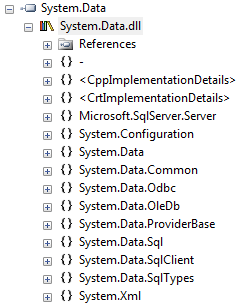 System.Data
System.Data.dll
References
{} -
{} <CppImplementationDetails>
{} <CrtImplementationDetails>
{} Microsoft.SqlServer.Server
{} System.Configuration
{} System.Data
{} System.Data.Common
{} System.Data.Odbc
{} System.Data.OleDb
{} System.Data.ProviderBase
{} System.Data.Sql
{} System.Data.SqlClient
{} System.Data.SqlTypes
{} System.Xml